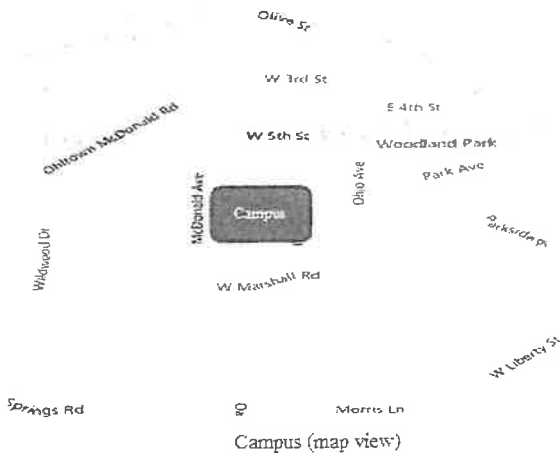 Olive St
W 3rd St
E 4th St
Ohltown McDonald Rd
W 5th St
Woodland Park
Park Ave
Ohio Ave
McDonald Ave
Campus
Parkside Pl
Wildwood Dr
W Marshall Rd
W Liberty St
Springs Rd
Morris Ln
Campus (map view)